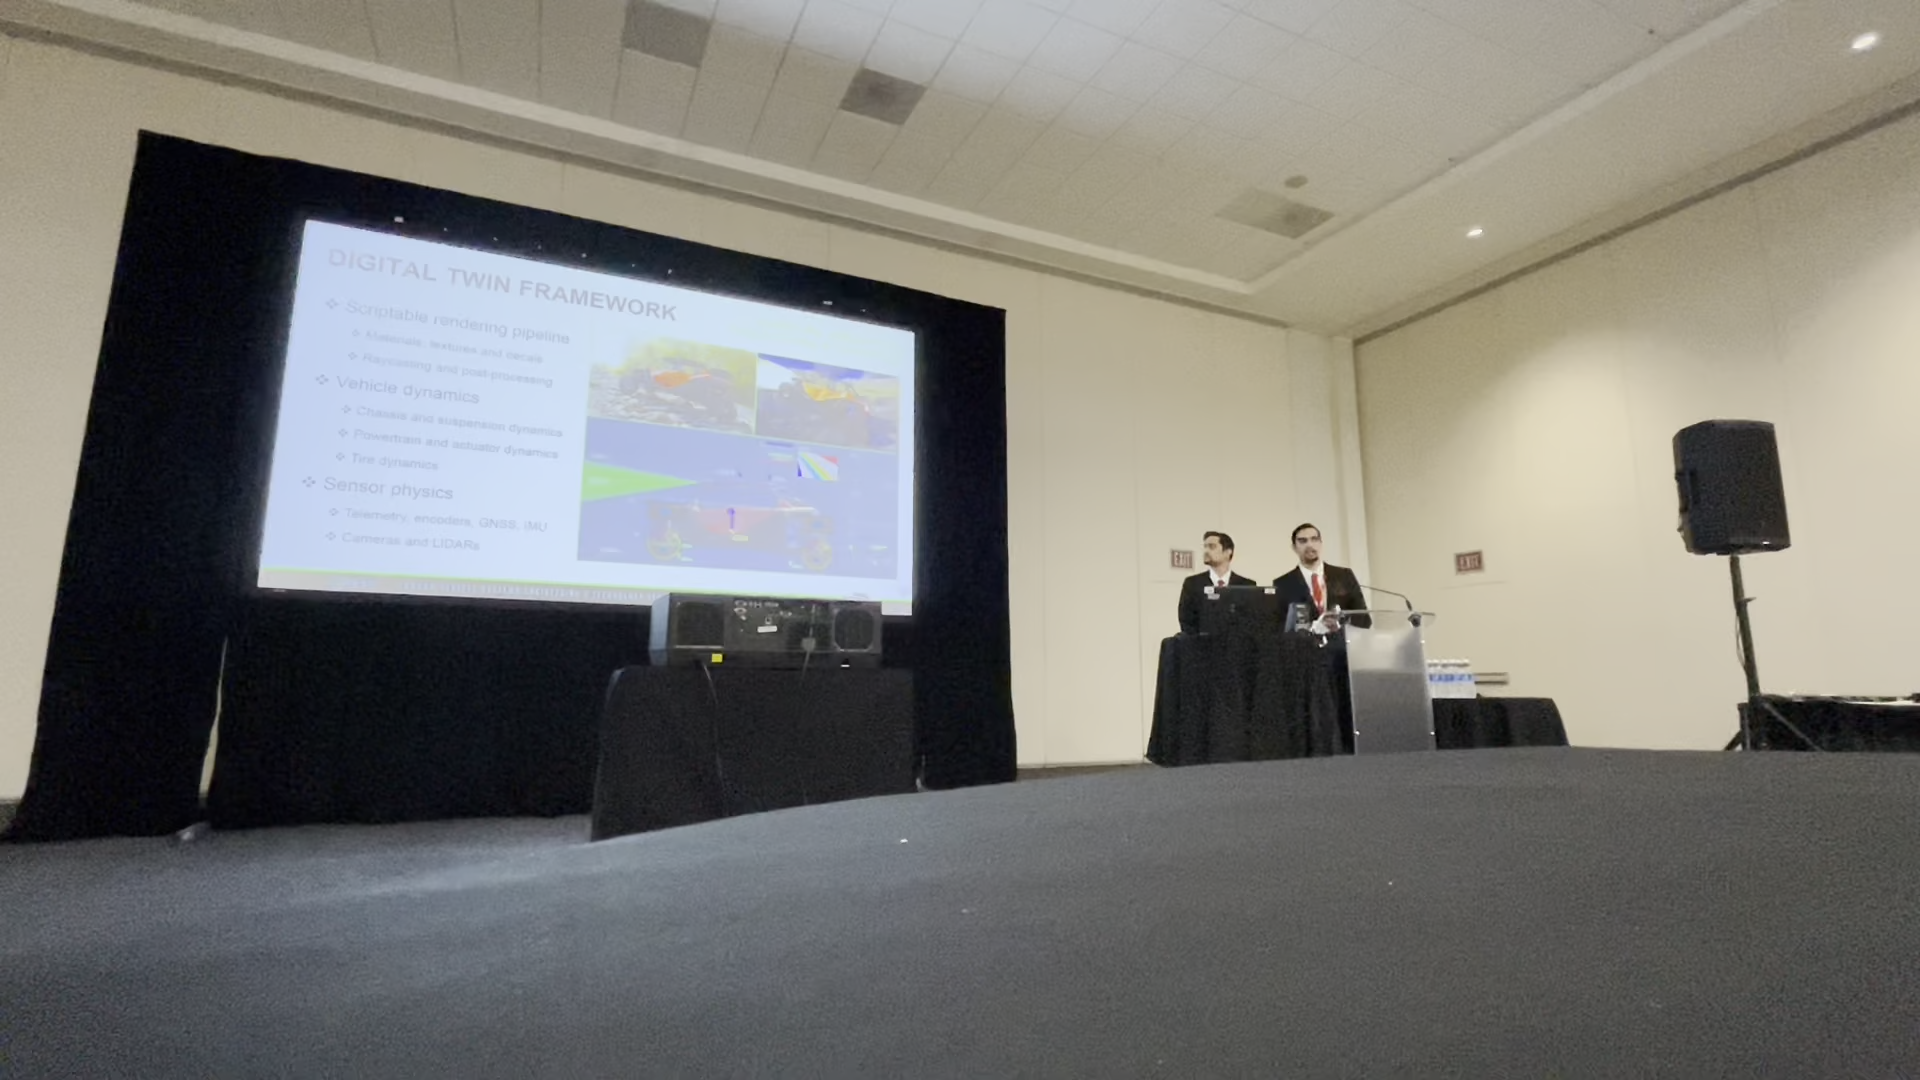 DIGITAL TWIN FRAMEWORK
Scriptable rendering pipeline
Materials, textures and decals
Raycasting and post-processing
Vehicle dynamics
Chassis and suspension dynamics
Powertrain and actuator dynamics
Tire dynamics
Sensor physics
Telemetry, encoders, GNSS, IMU
Cameras and LIDARs
EXIT
EXIT